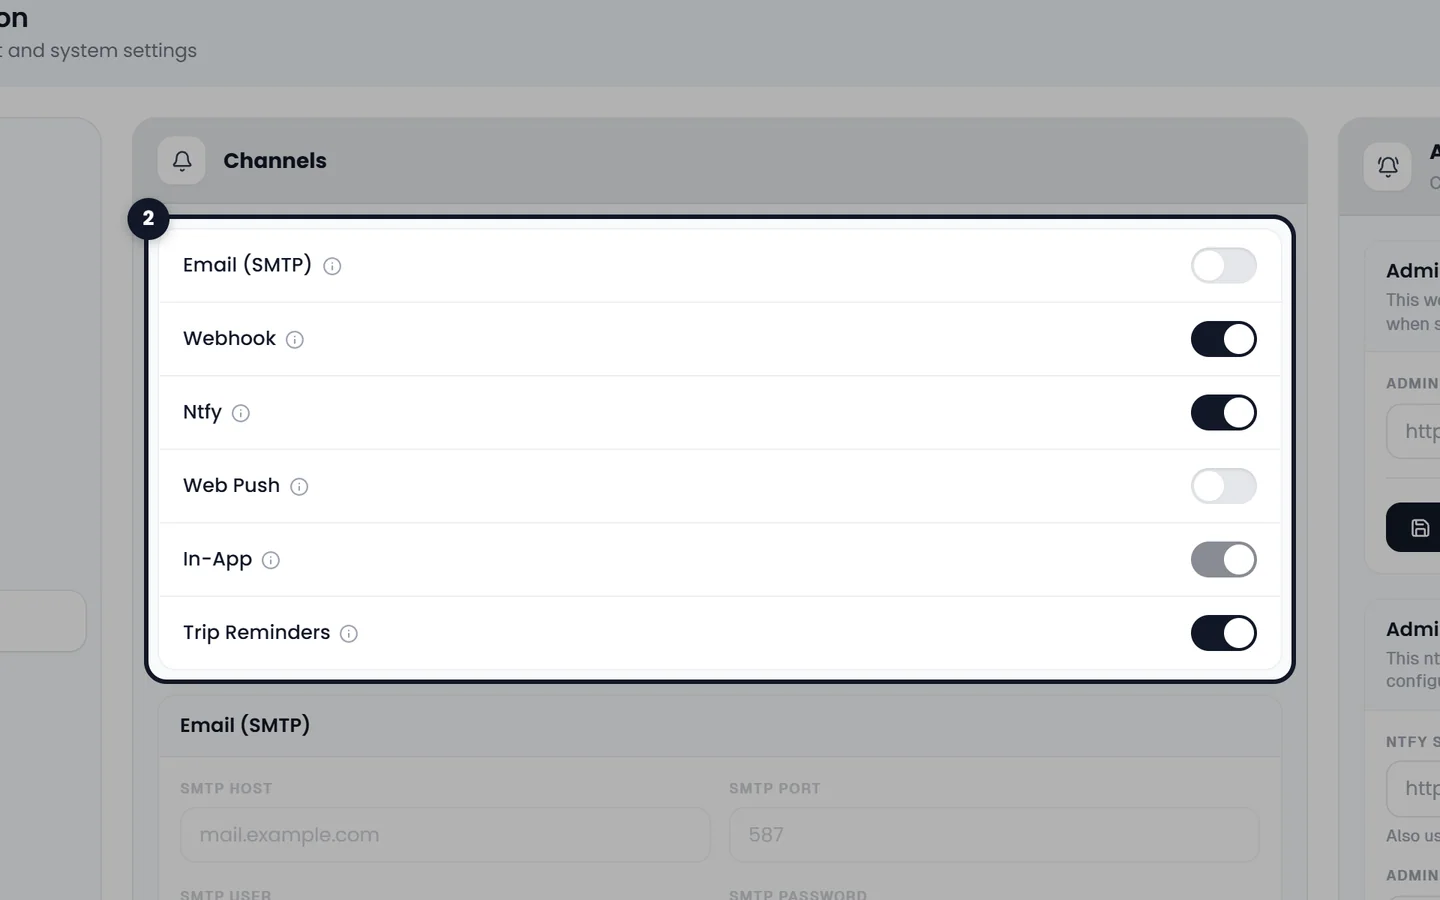 on
t and system settings
Channels
2
Email (SMTP)
Webhook
Ntfy
Web Push
In-App
Trip Reminders
Email (SMTP)
SMTP HOST
SMTP PORT
mail.example.com
587
SMTP USER
SMTP PASSWORD
A
C
Admi
This we
when s
ADMIN
http
Admi
This nt
configu
NTFY S
http
Also us
ADMIN